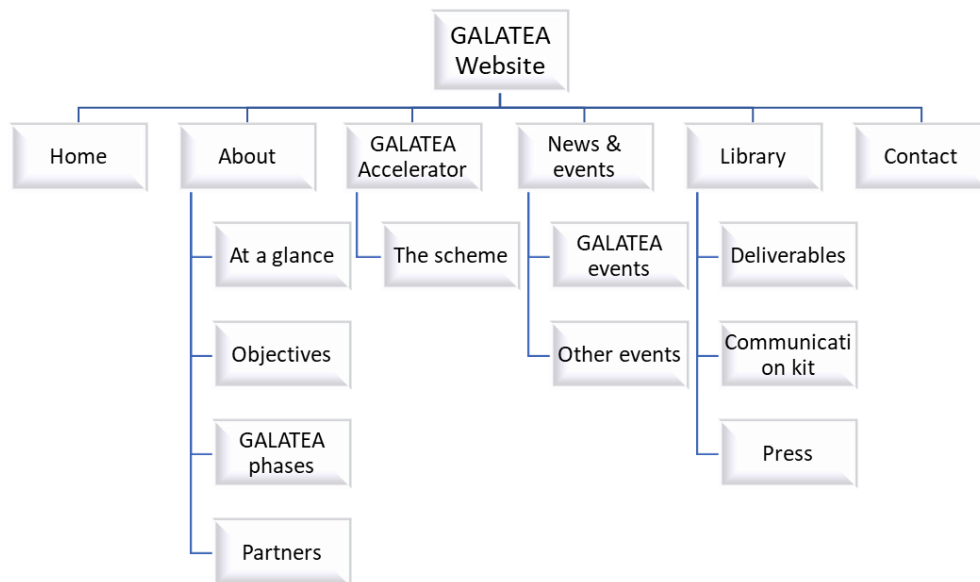 GALATEA
Website
Home
About
GALATEA
Accelerator
News &
events
Library
Contact
At a glance
The scheme
GALATEA
events
Deliverables
Objectives
Other events
Communicati
on kit
GALATEA
phases
Press
Partners